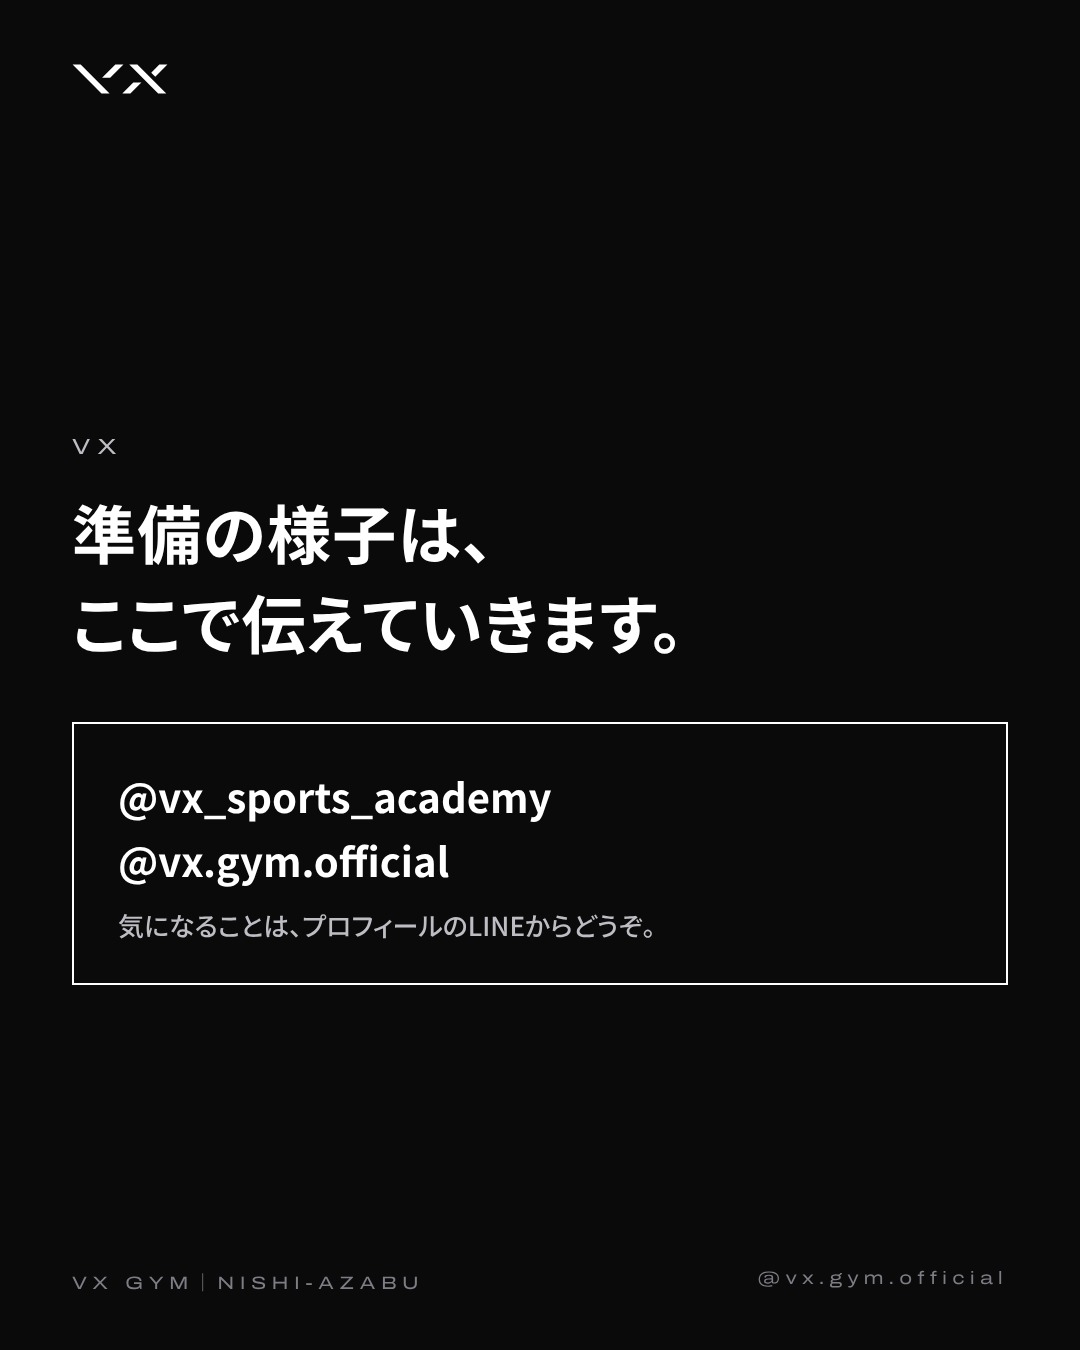 VX
VX
準備の様子は、
ここで伝えていきます。
@vx_sports_academy
@vx.gym.official
気になることは、プロフィールのLINEからどうぞ。
VX GYM｜NISHI-AZABU
@vx.gym.official